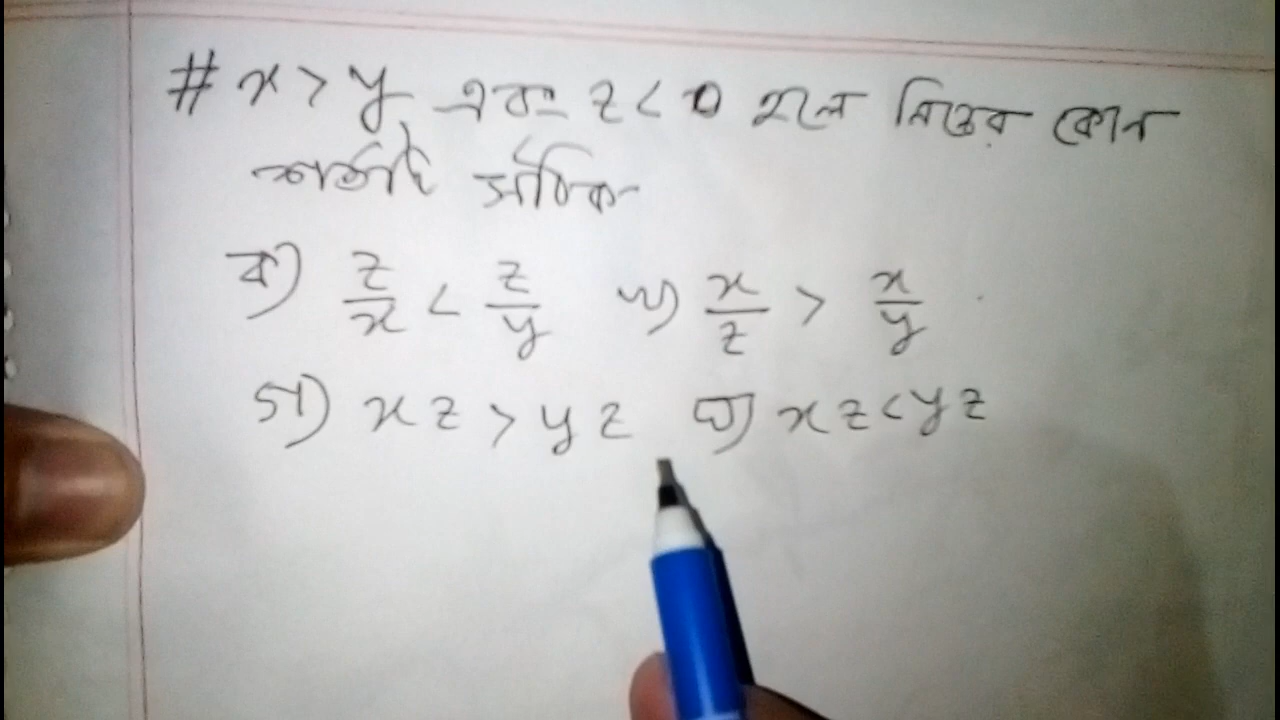 # x > y এবং z < 0 হলে নিচের কোন
শর্তটি সঠিক
ক) z/x < z/y খ) x/z > x/y
গ) xz > yz ঘ) xz < yz